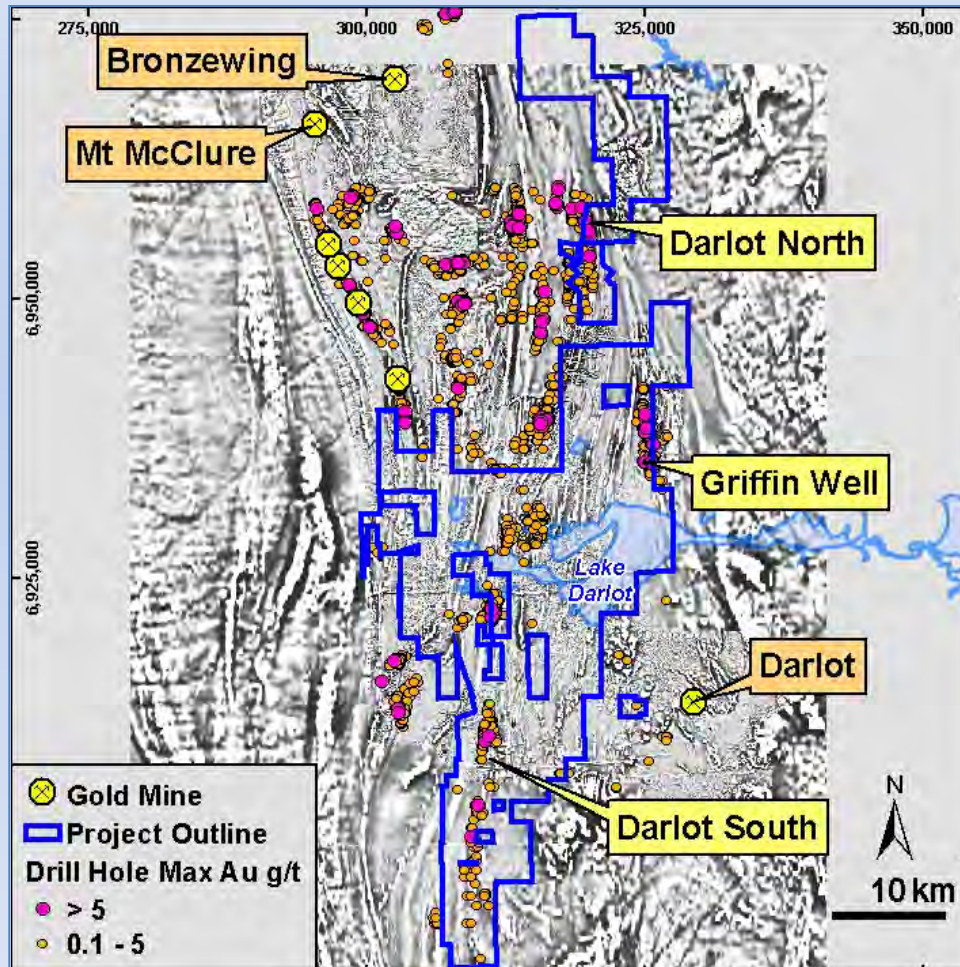 275,000
300,000
325,000
350,000
Bronzewing
Mt McClure
Darlot North
6,950,000
Griffin Well
6,925,000
Lake
Darlot
Darlot
Darlot South
Gold Mine
Project Outline
Drill Hole Max Au g/t
> 5
0.1 - 5
N
10 km